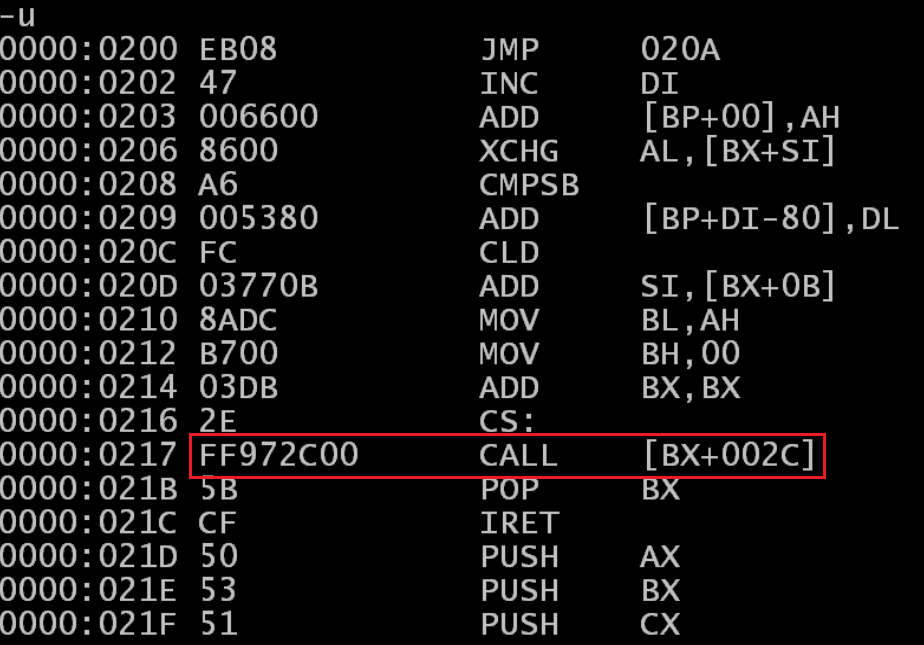 -u
0000:0200 EB08 JMP 020A
0000:0202 47 INC DI
0000:0203 006600 ADD [BP+00],AH
0000:0206 8600 XCHG AL,[BX+SI]
0000:0208 A6 CMPSB
0000:0209 005380 ADD [BP+DI-80],DL
0000:020C FC CLD
0000:020D 03770B ADD SI,[BX+0B]
0000:0210 8ADC MOV BL,AH
0000:0212 B700 MOV BH,00
0000:0214 03DB ADD BX,BX
0000:0216 2E CS:
0000:0217 FF972C00 CALL [BX+002C]
0000:021B 5B POP BX
0000:021C CF IRET
0000:021D 50 PUSH AX
0000:021E 53 PUSH BX
0000:021F 51 PUSH CX